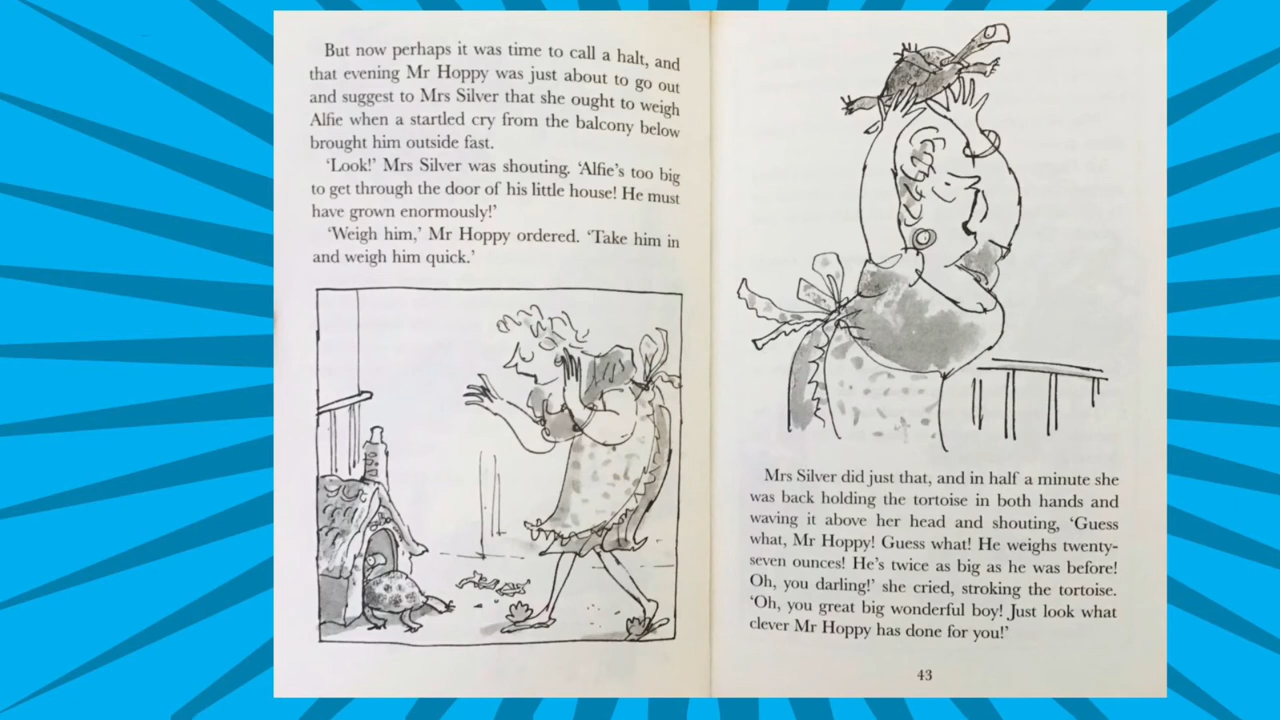 But now perhaps it was time to call a halt, and
that evening Mr Hoppy was just about to go out
and suggest to Mrs Silver that she ought to weigh
Alfie when a startled cry from the balcony below
brought him outside fast.
‘Look!’ Mrs Silver was shouting. ‘Alfie’s too big
to get through the door of his little house! He must
have grown enormously!’
‘Weigh him,’ Mr Hoppy ordered. ‘Take him in
and weigh him quick.’
Mrs Silver did just that, and in half a minute she
was back holding the tortoise in both hands and
waving it above her head and shouting, ‘Guess
what, Mr Hoppy! Guess what! He weighs twenty-
seven ounces! He’s twice as big as he was before!
Oh, you darling!’ she cried, stroking the tortoise.
‘Oh, you great big wonderful boy! Just look what
clever Mr Hoppy has done for you!’
43